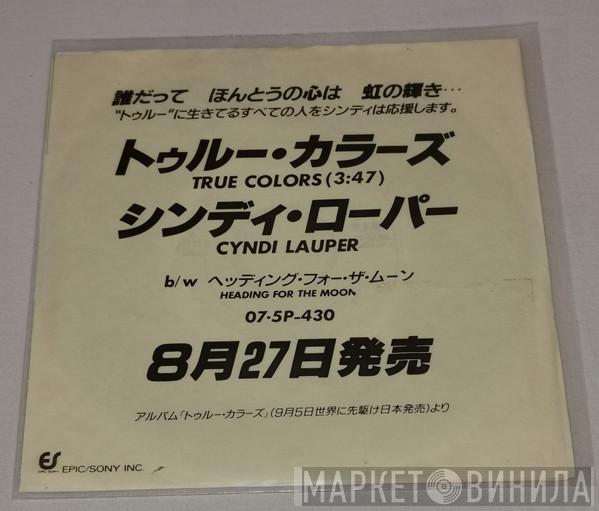 誰だって ほんとうの心は 虹の輝き…
“トゥルー”に生きてるすべての人をシンディは応援します。
トゥルー・カラーズ
TRUE COLORS (3:47)
シンディ・ローパー
CYNDI LAUPER
b/w ヘッディング・フォー・ザ・ムーン
HEADING FOR THE MOON
07·5P-430
8月27日発売
アルバム「トゥルー・カラーズ」(9月5日世界に先駆け日本発売)より
ES EPIC/SONY INC.
МАРКЕТ ВИНИЛА